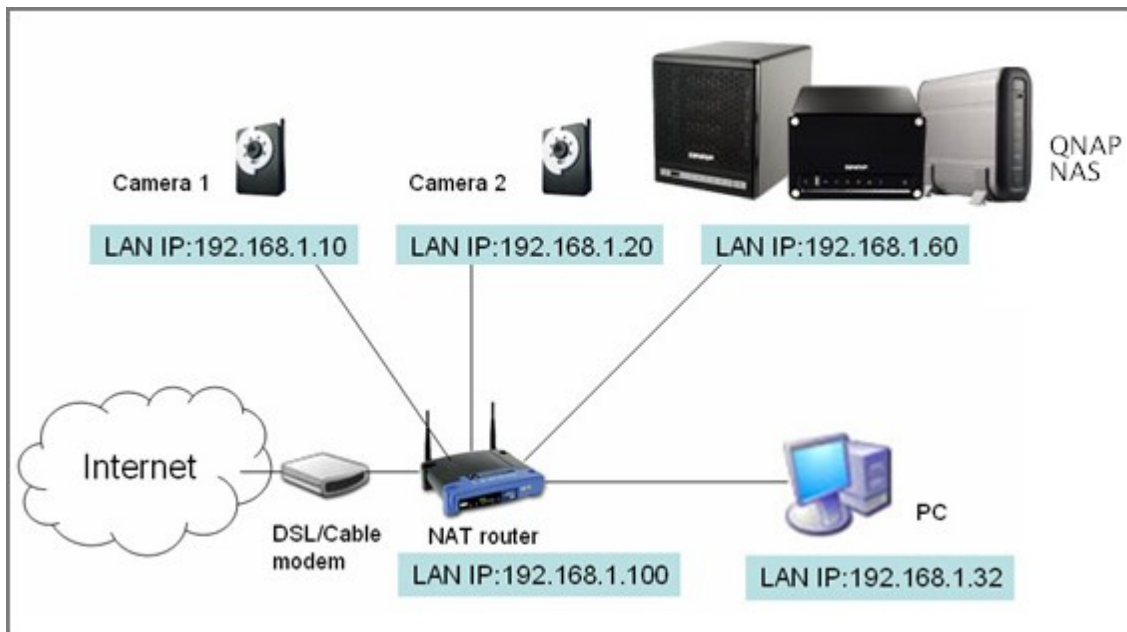 Camera 1
Camera 2
QNAP
NAS
LAN IP:192.168.1.10
LAN IP:192.168.1.20
LAN IP:192.168.1.60
Internet
DSL/Cable
modem
NAT router
PC
LAN IP:192.168.1.100
LAN IP:192.168.1.32